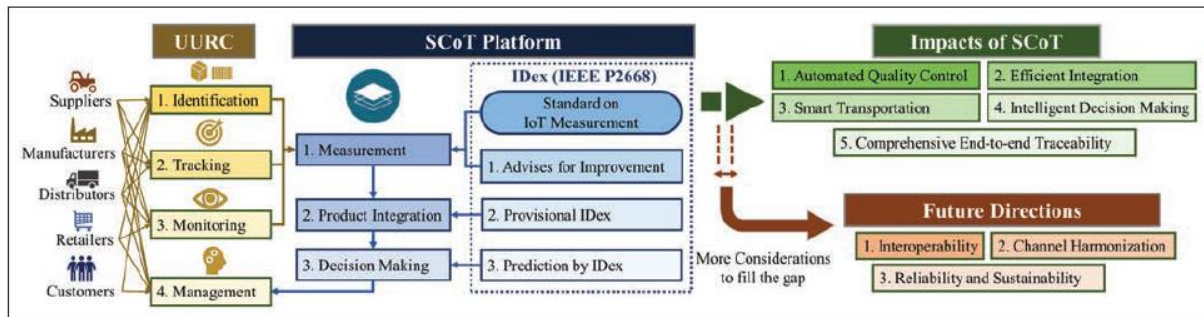 UURC
Suppliers
Manufacturers
Distributors
Retailers
Customers
1. Identification
2. Tracking
3. Monitoring
4. Management
SCoT Platform
1. Measurement
2. Product Integration
3. Decision Making
IDex (IEEE P2668)
Standard on
IoT Measurement
1. Advises for Improvement
2. Provisional IDex
3. Prediction by IDex
More Considerations
to fill the gap
Impacts of SCoT
1. Automated Quality Control
2. Efficient Integration
3. Smart Transportation
4. Intelligent Decision Making
5. Comprehensive End-to-end Traceability
Future Directions
1. Interoperability
2. Channel Harmonization
3. Reliability and Sustainability